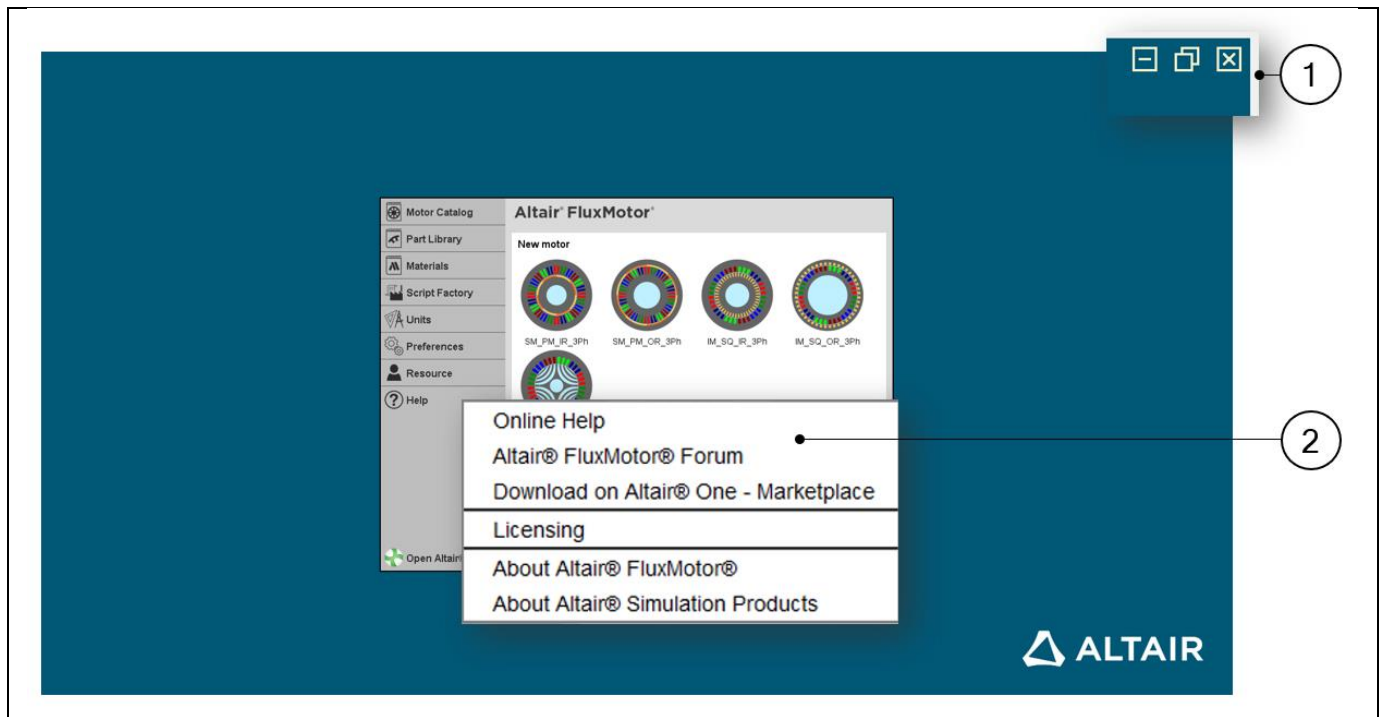 1
Motor Catalog
Altair® FluxMotor®
Part Library
New motor
Materials
Script Factory
Units
SM_PM_IR_3Ph
SM_PM_OR_3Ph
IM_SQ_IR_3Ph
IM_SQ_OR_3Ph
Preferences
Resource
? Help
Online Help
Altair® FluxMotor® Forum
2
Download on Altair® One - Marketplace
Licensing
Open Altair
About Altair® FluxMotor®
About Altair® Simulation Products
ALTAIR